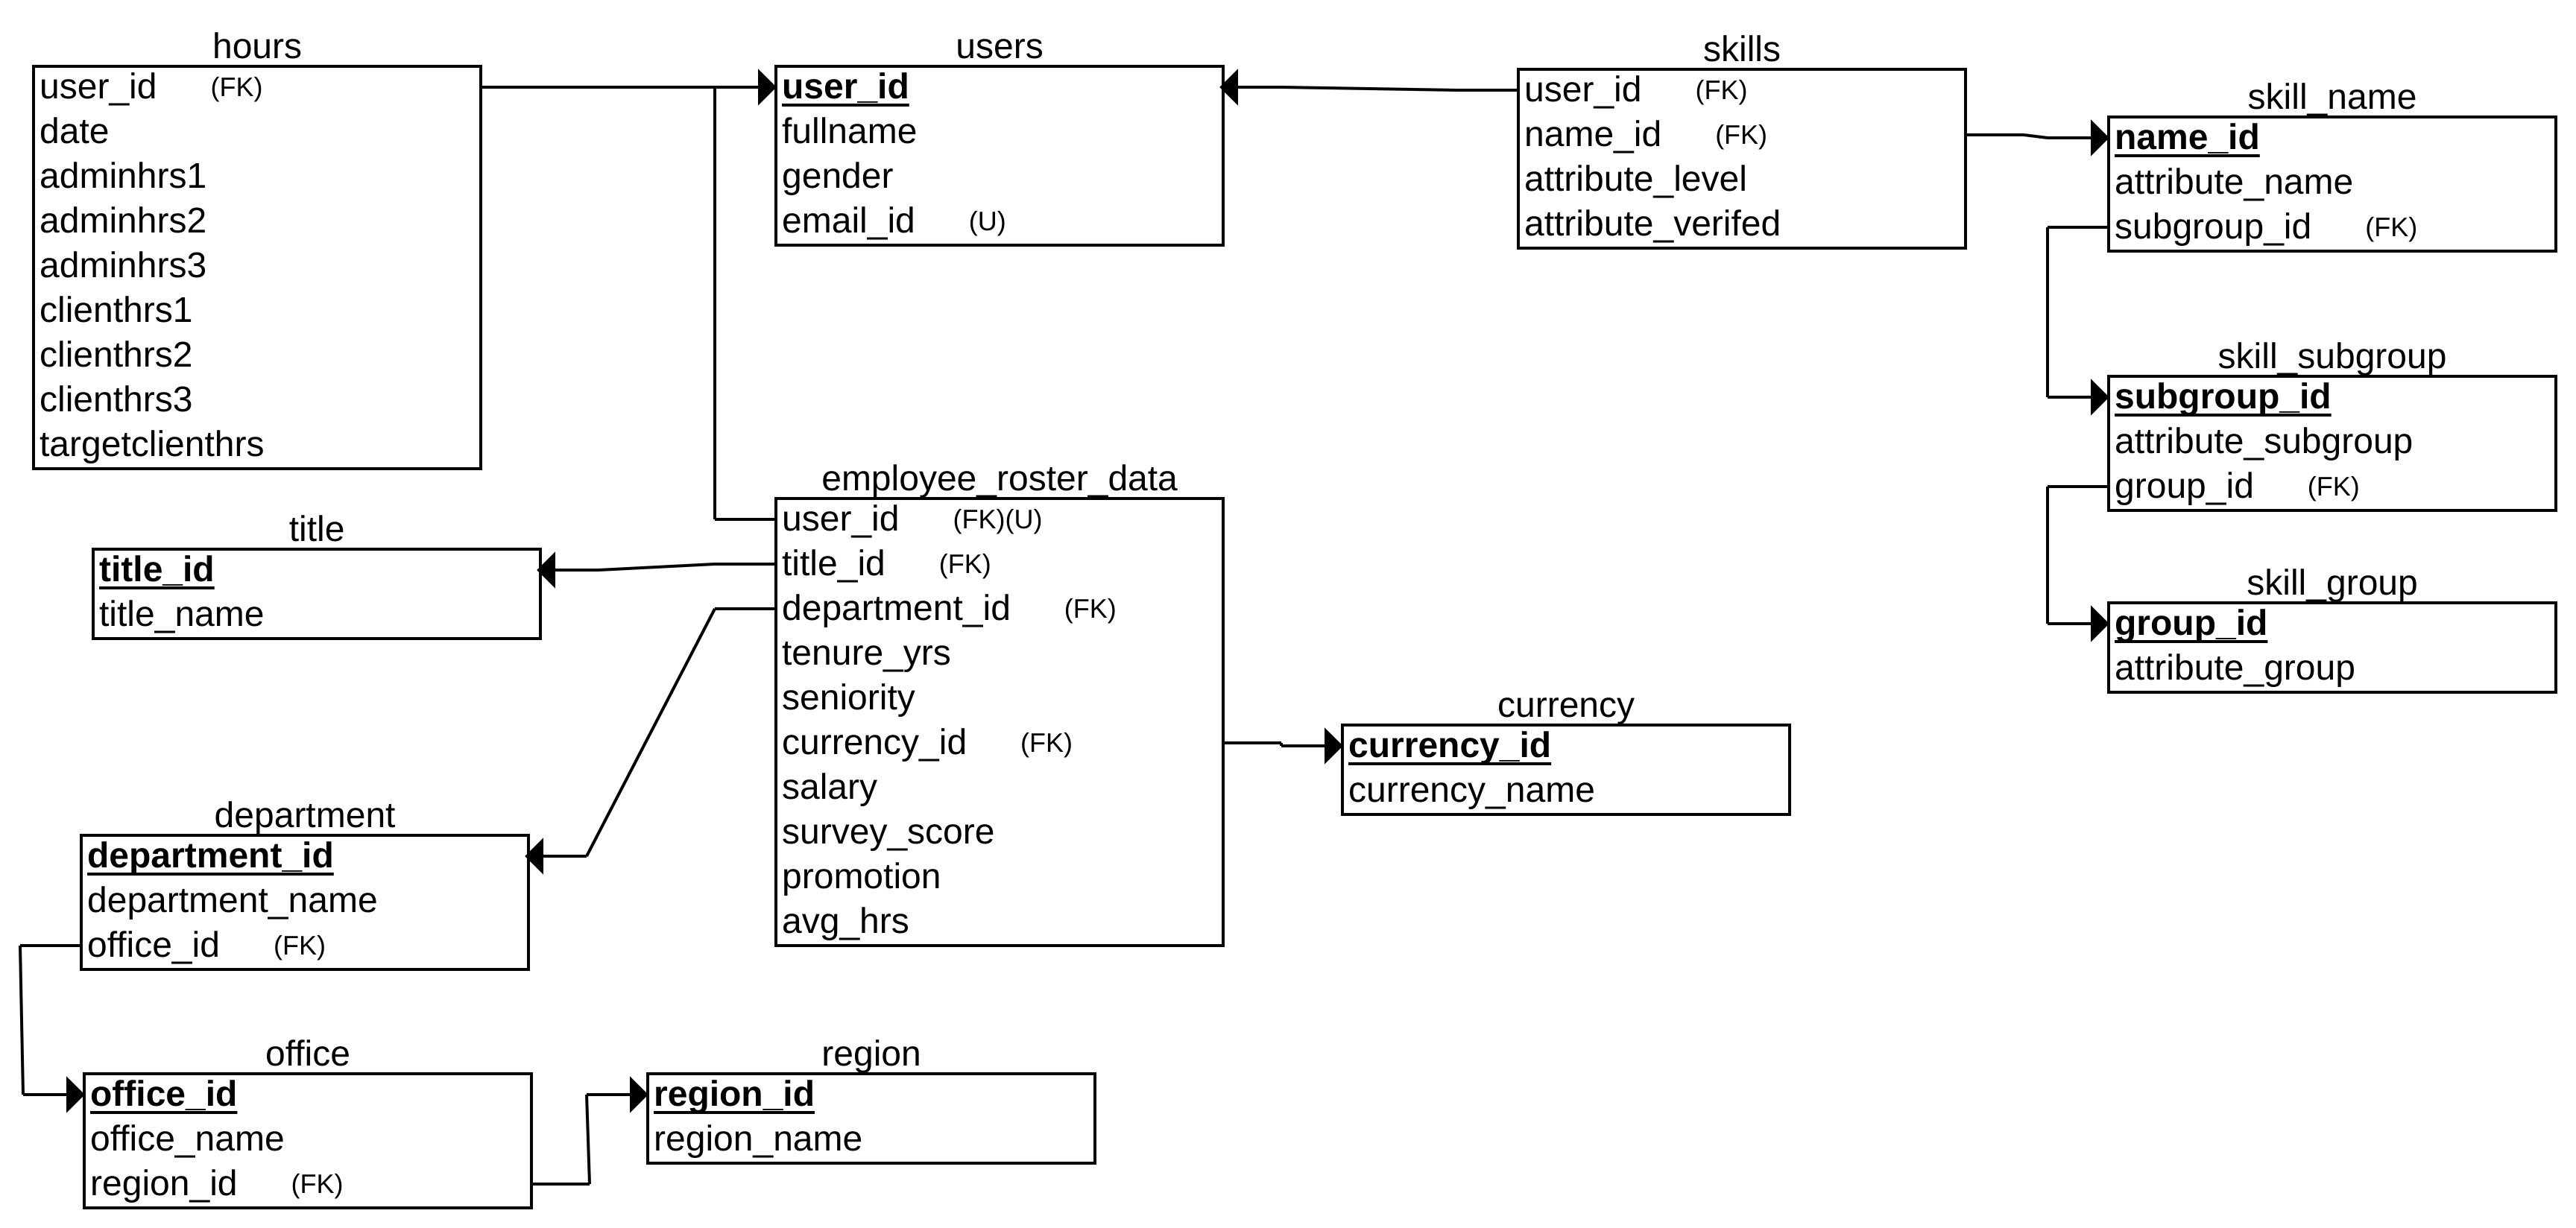 hours
user_id (FK)
date
adminhrs1
adminhrs2
adminhrs3
clienthrs1
clienthrs2
clienthrs3
targetclienthrs
users
user_id
fullname
gender
email_id (U)
skills
user_id (FK)
name_id (FK)
attribute_level
attribute_verifed
skill_name
name_id
attribute_name
subgroup_id (FK)
skill_subgroup
subgroup_id
attribute_subgroup
group_id (FK)
skill_group
group_id
attribute_group
employee_roster_data
user_id (FK)(U)
title_id (FK)
department_id (FK)
tenure_yrs
seniority
currency_id (FK)
salary
survey_score
promotion
avg_hrs
title
title_id
title_name
currency
currency_id
currency_name
department
department_id
department_name
office_id (FK)
office
office_id
office_name
region_id (FK)
region
region_id
region_name